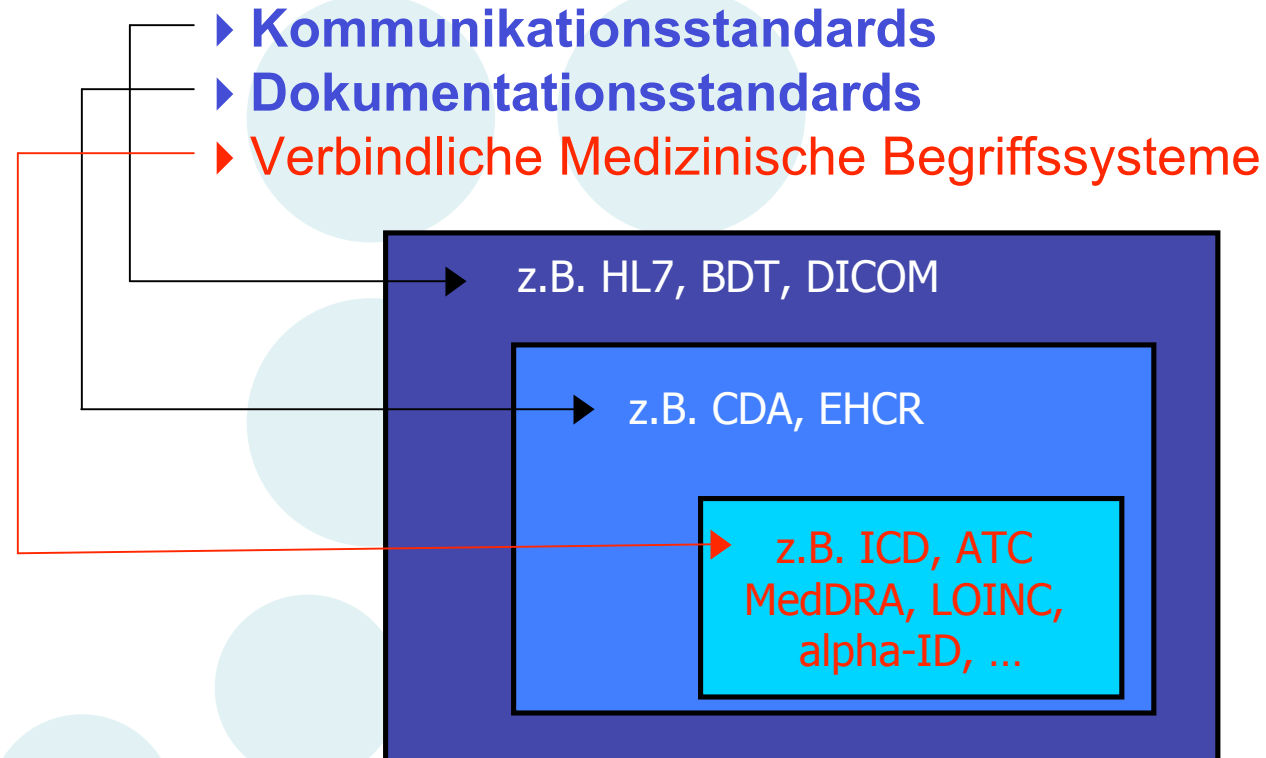 Kommunikationsstandards
Dokumentationsstandards
Verbindliche Medizinische Begriffssysteme
z.B. HL7, BDT, DICOM
z.B. CDA, EHCR
z.B. ICD, ATC
MedDRA, LOINC,
alpha-ID, ...